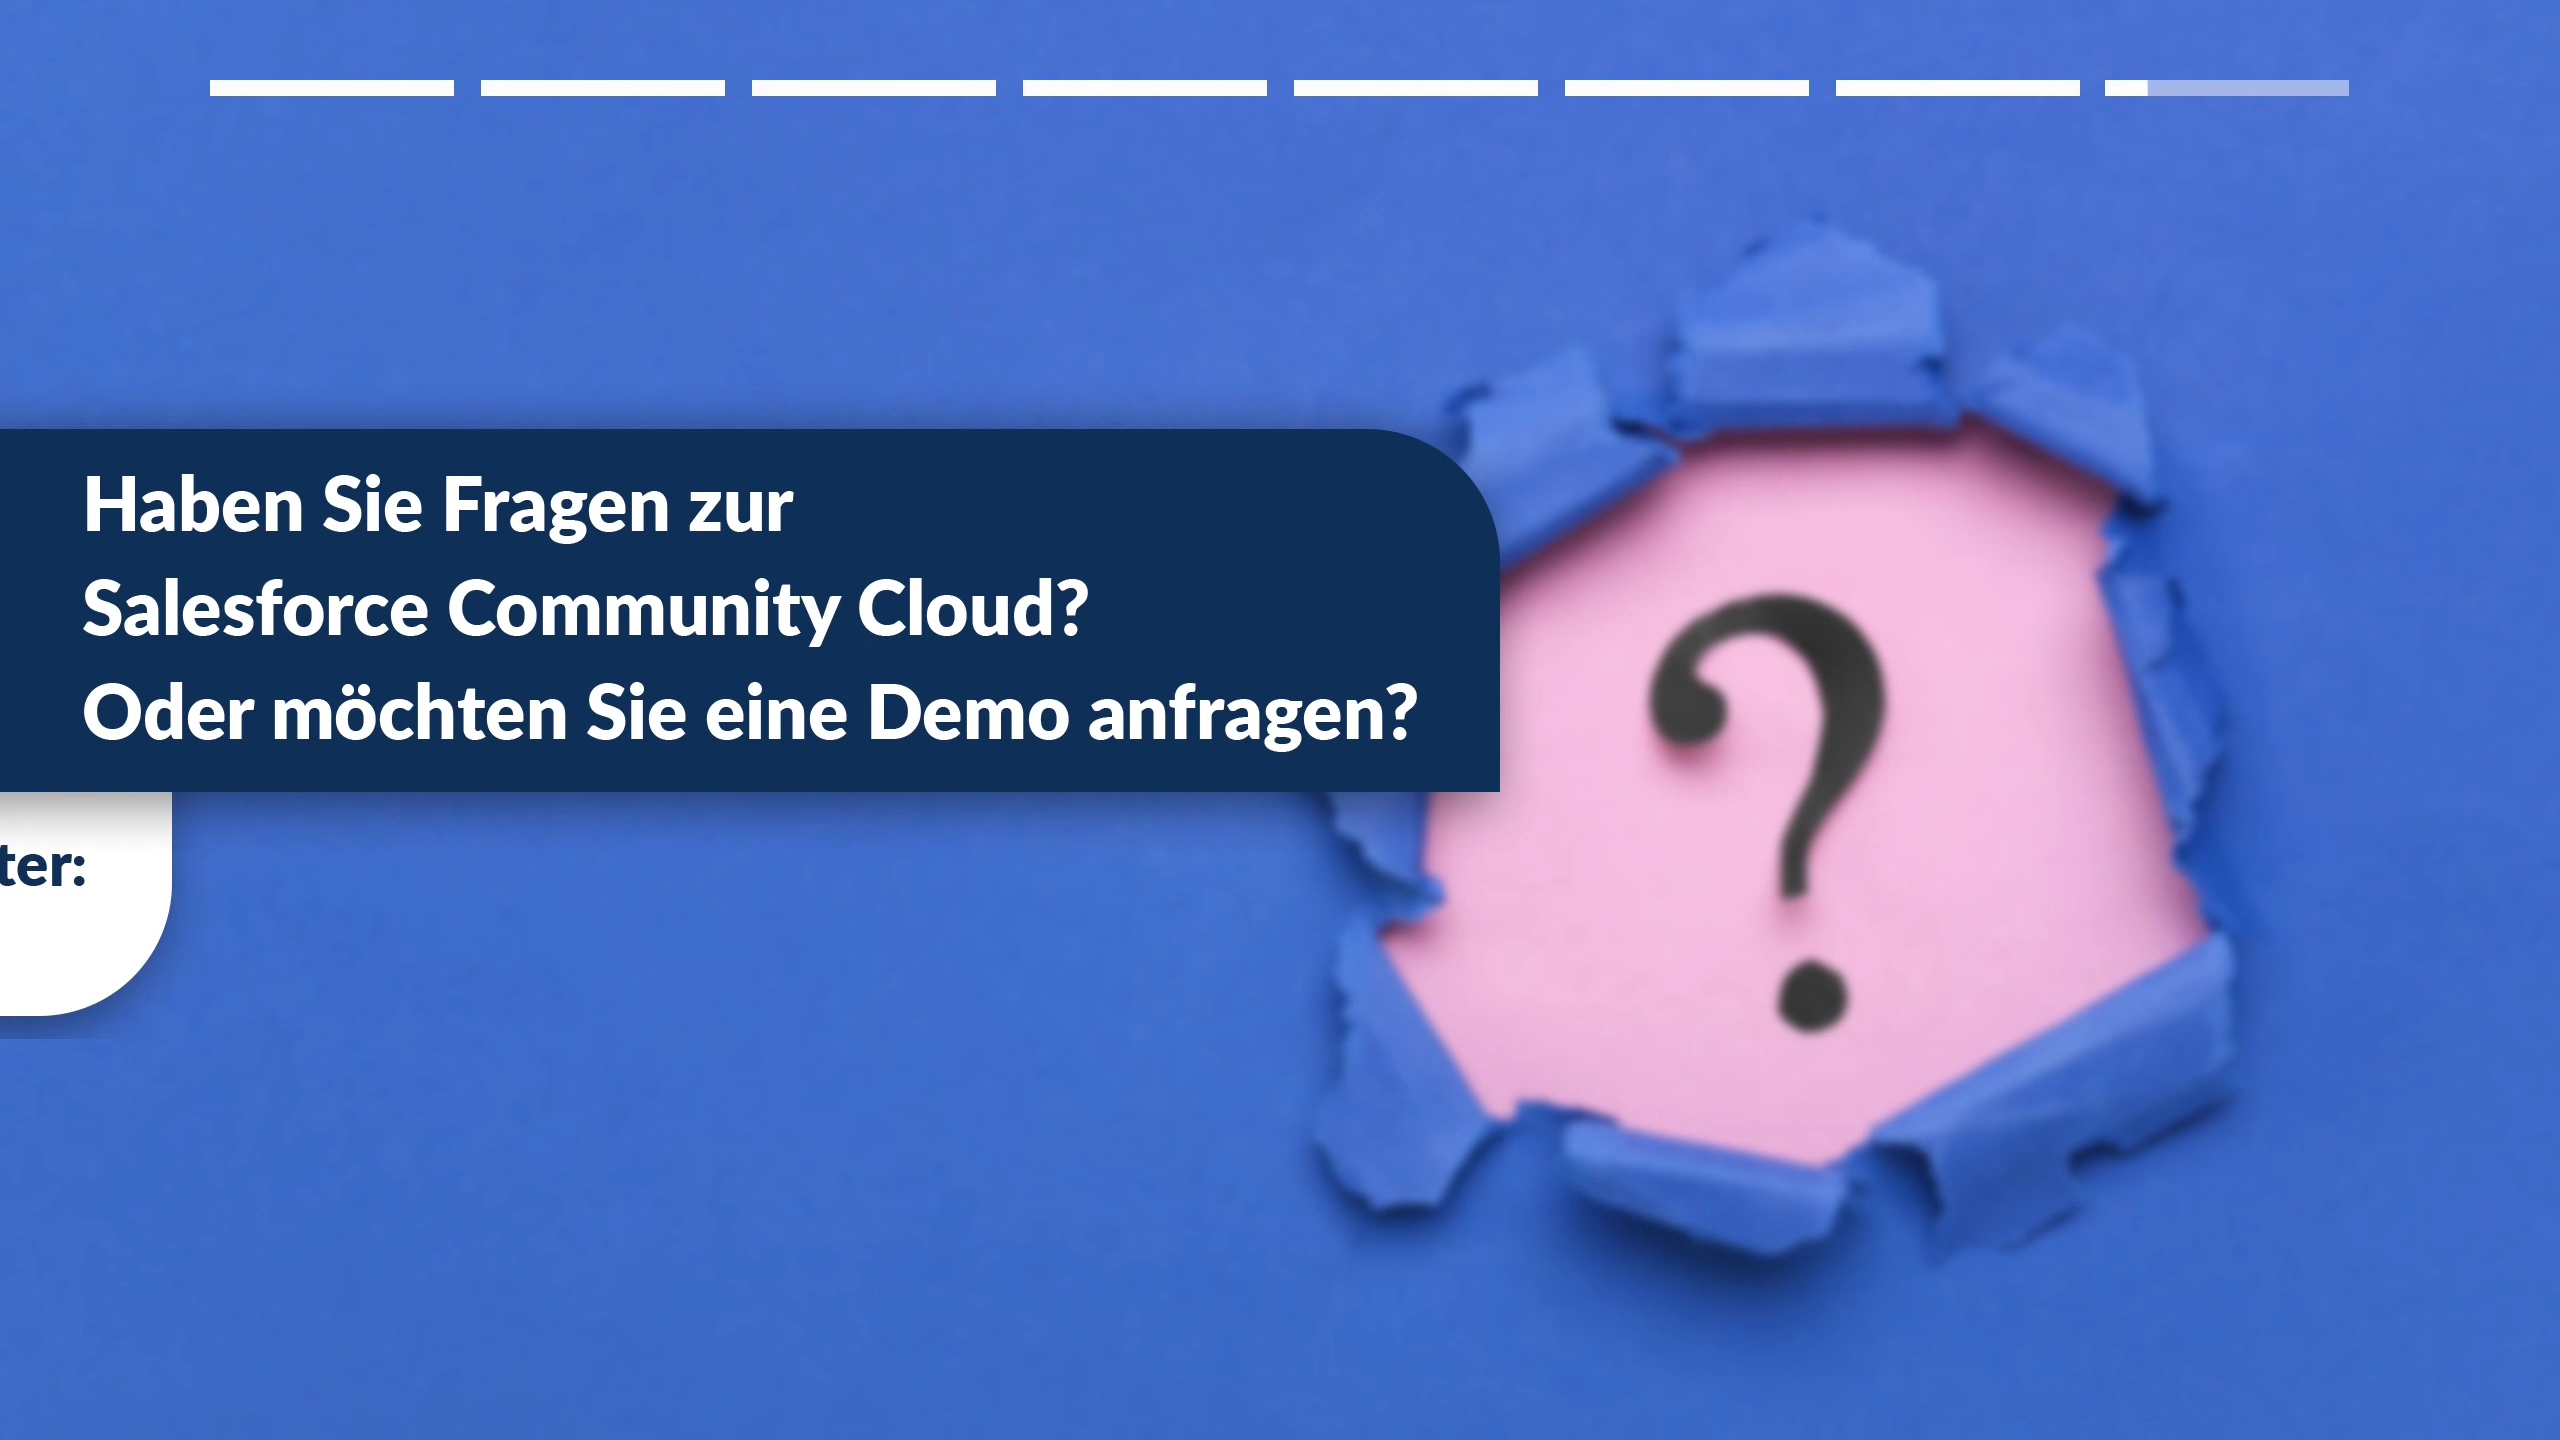 Haben Sie Fragen zur
Salesforce Community Cloud?
Oder möchten Sie eine Demo anfragen?
ter:
?